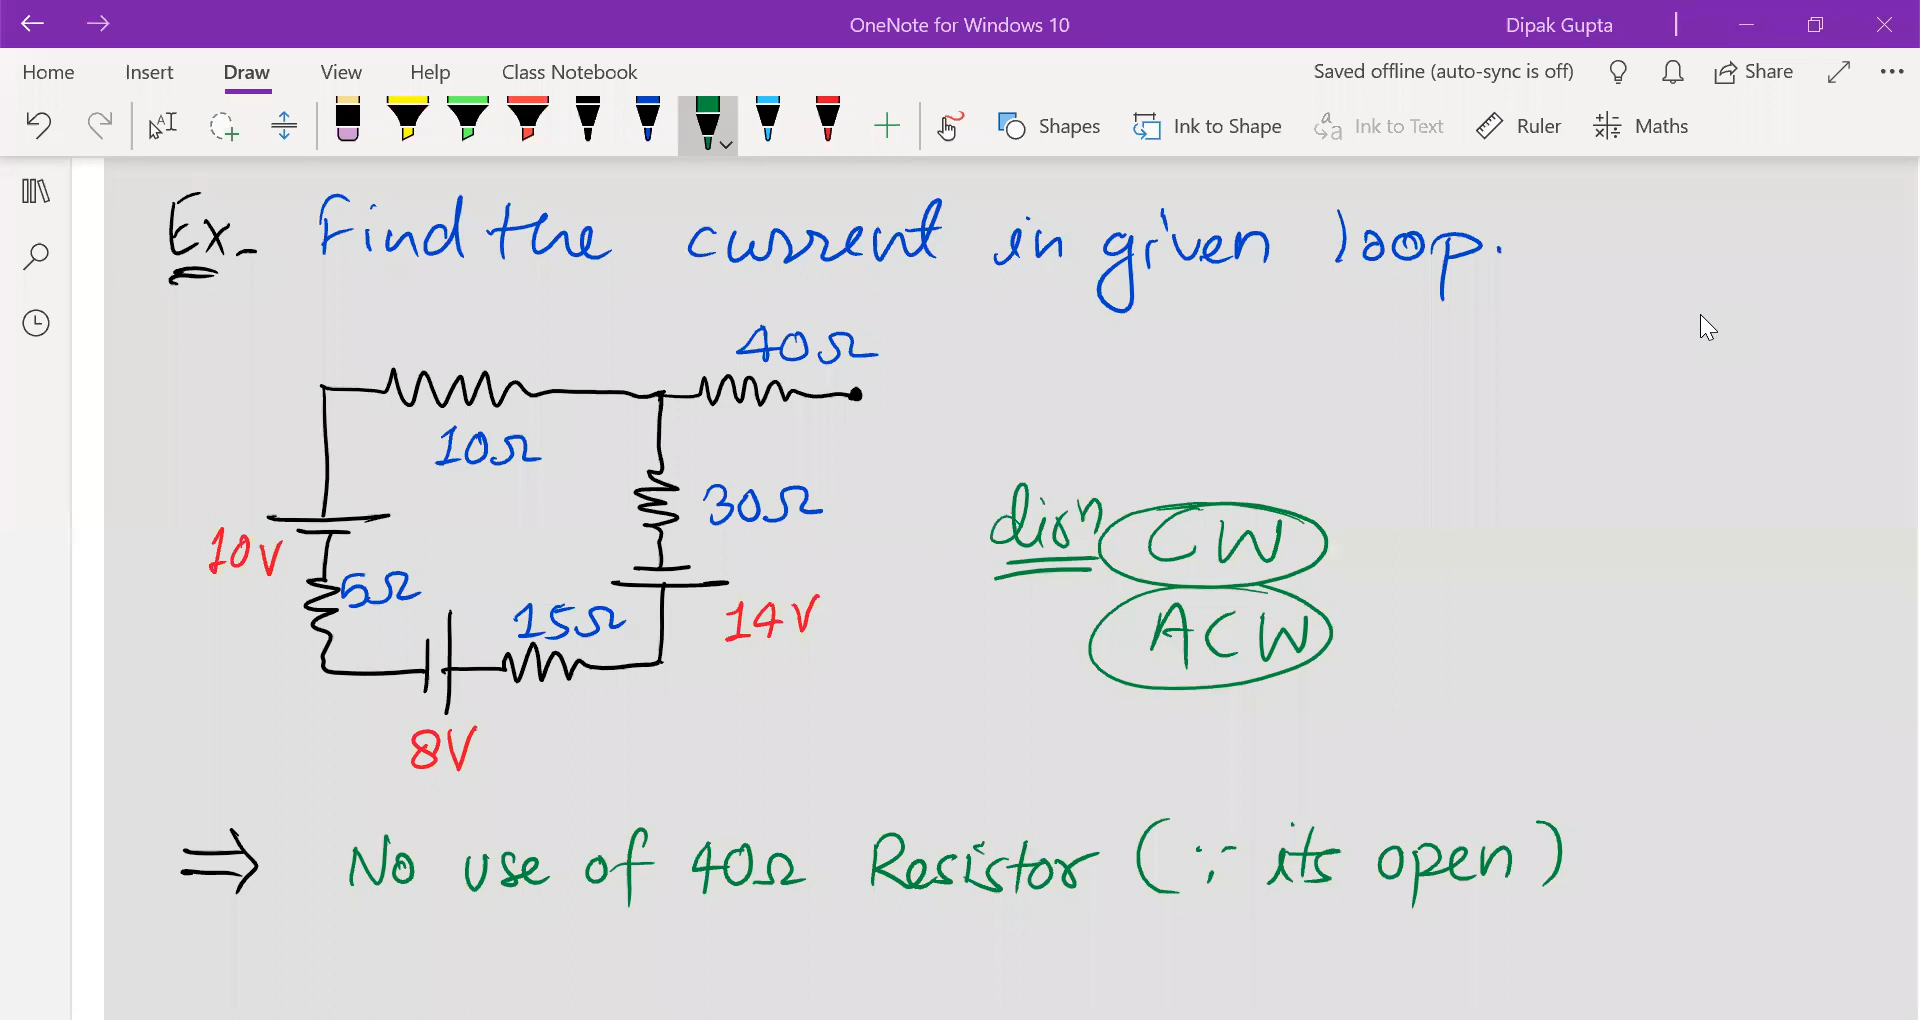 OneNote for Windows 10
Dipak Gupta
Home Insert Draw View Help Class Notebook
Saved offline (auto-sync is off) Share
Shapes Ink to Shape Ink to Text Ruler Maths
Ex- Find the current in given loop.
40Ω
10Ω
30Ω
dirn CW
10V
5Ω
15Ω
14V
ACW
8V
⇒ No use of 40Ω Resistor (∵ its open)